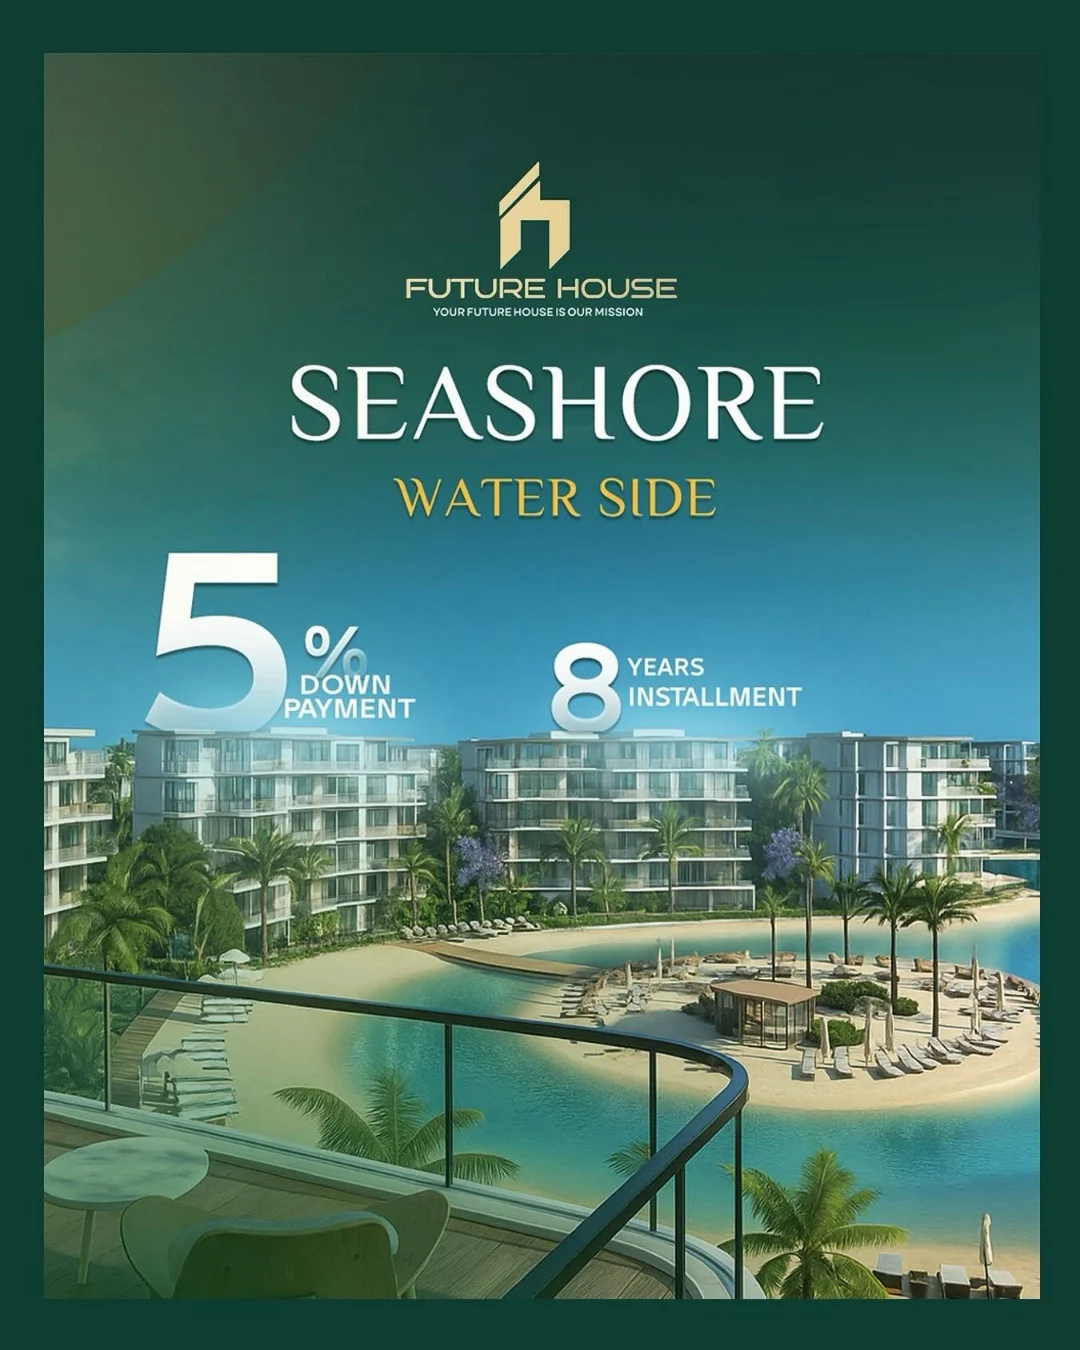 FUTURE HOUSE
YOUR FUTURE HOUSE IS OUR MISSION
SEASHORE
WATER SIDE
5%
DOWN
PAYMENT
8 YEARS
INSTALLMENT